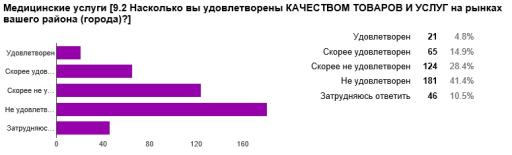 Медицинские услуги [9.2 Насколько вы удовлетворены КАЧЕСТВОМ ТОВАРОВ И УСЛУГ на рынках
вашего района (города)?]
Удовлетворен
Скорее удов...
Скорее не у...
Не удовлетв...
Затрудняюс...
0 40 80 120 160
Удовлетворен 21 4.8%
Скорее удовлетворен 65 14.9%
Скорее не удовлетворен 124 28.4%
Не удовлетворен 181 41.4%
Затрудняюсь ответить 46 10.5%